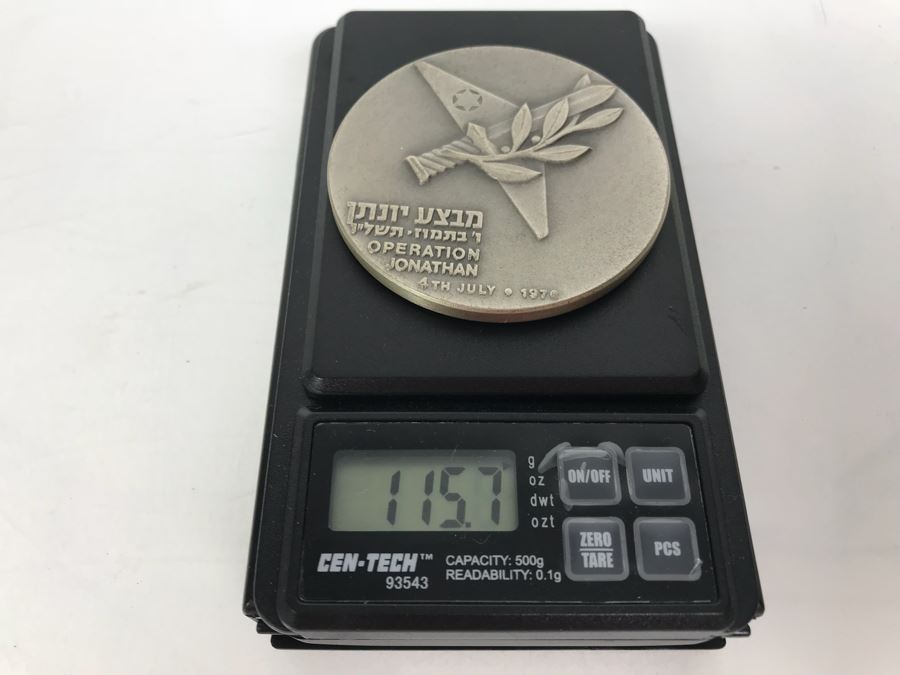 מבצע יונתן
ו' בתמוז · תשל"ו
OPERATION
JONATHAN
4TH JULY • 1976
115.7
g
oz
dwt
ozt
ON/OFF
UNIT
ZERO
TARE
PCS
CEN-TECH™
93543
CAPACITY: 500g
READABILITY: 0.1g